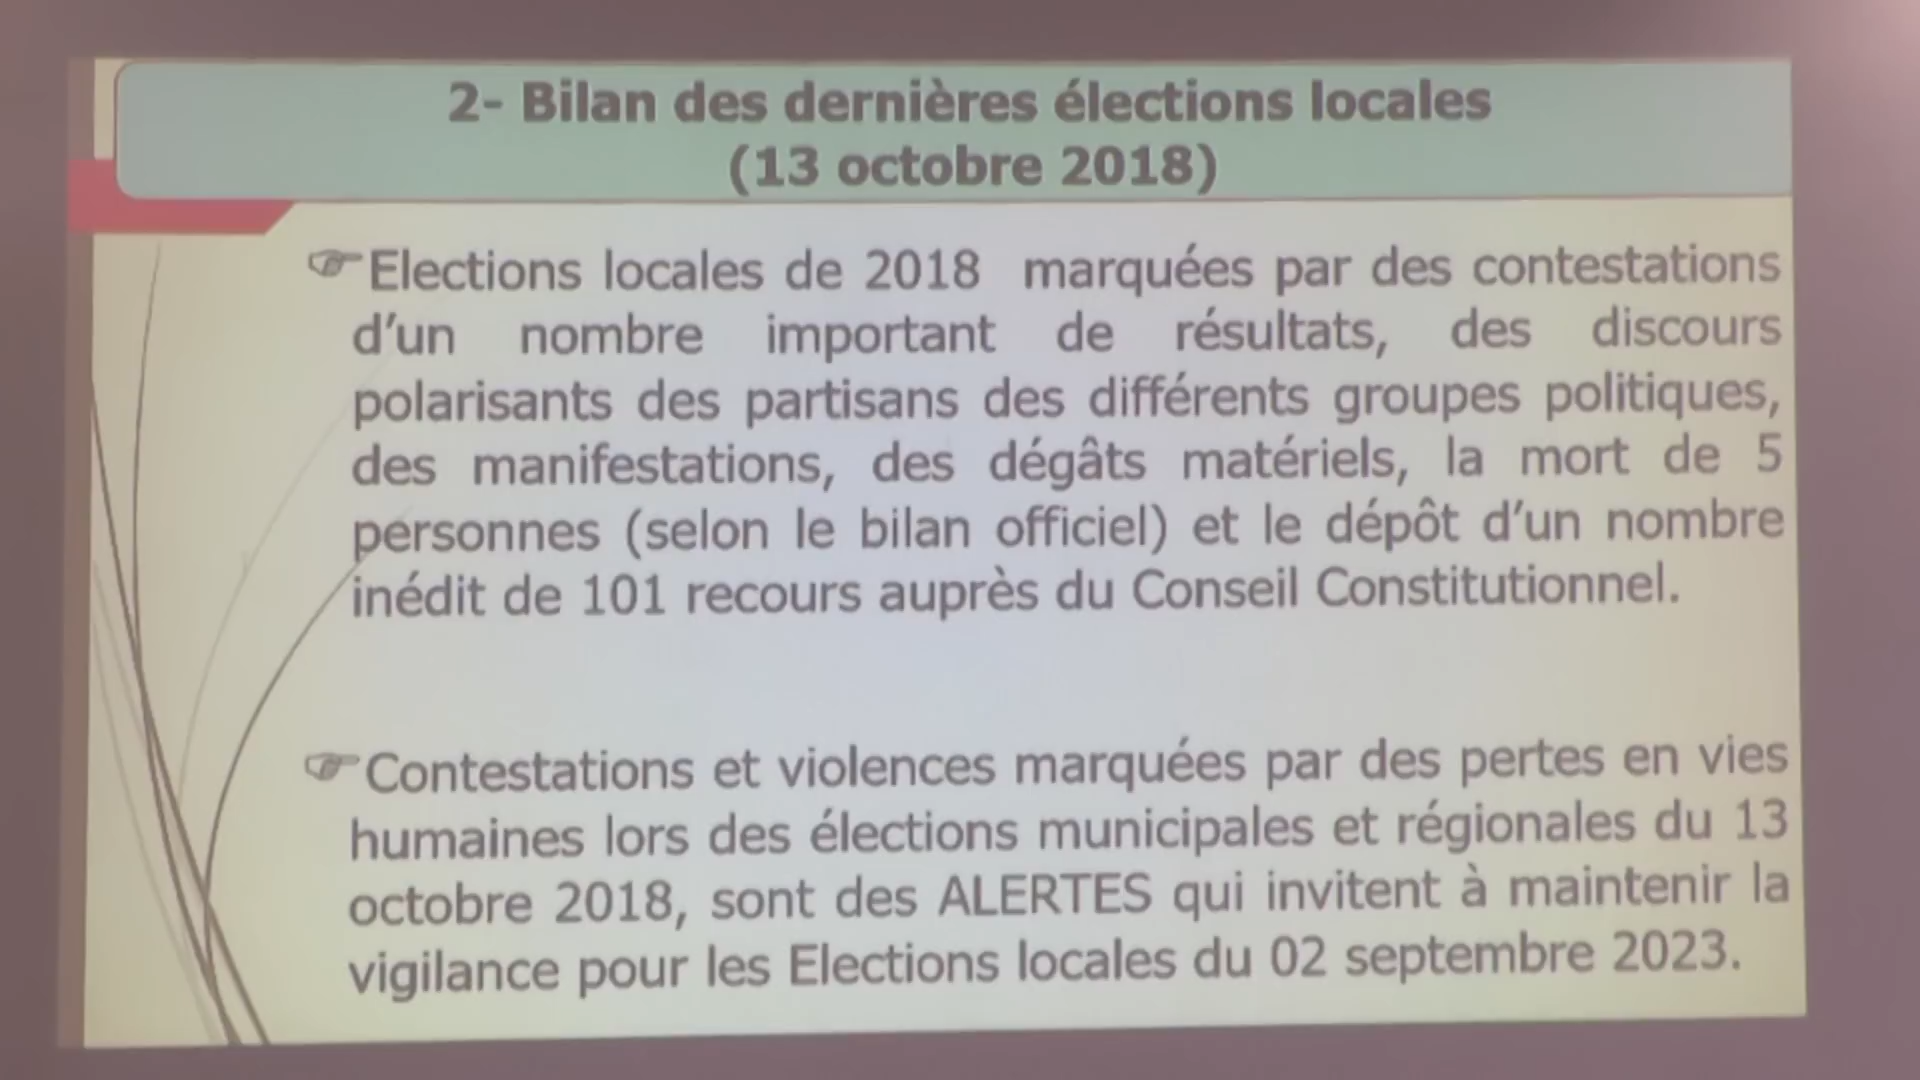 2- Bilan des dernières élections locales
(13 octobre 2018)
☞Elections locales de 2018 marquées par des contestations
d'un nombre important de résultats, des discours
polarisants des partisans des différents groupes politiques,
des manifestations, des dégâts matériels, la mort de 5
personnes (selon le bilan officiel) et le dépôt d'un nombre
inédit de 101 recours auprès du Conseil Constitutionnel.
☞Contestations et violences marquées par des pertes en vies
humaines lors des élections municipales et régionales du 13
octobre 2018, sont des ALERTES qui invitent à maintenir la
vigilance pour les Elections locales du 02 septembre 2023.